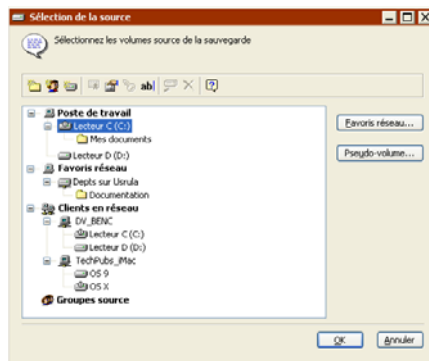 Sélection de la source
Sélectionnez les volumes source de la sauvegarde
ab|
Poste de travail
Lecteur C (C:)
Mes documents
Lecteur D (D:)
Favoris réseau
Depts sur Usrula
Documentation
Clients en réseau
DV_BENC
Lecteur C (C:)
Lecteur D (D:)
TechPubs_iMac
OS 9
OS X
Groupes source
Favoris réseau...
Pseudo-volume...
OK
Annuler